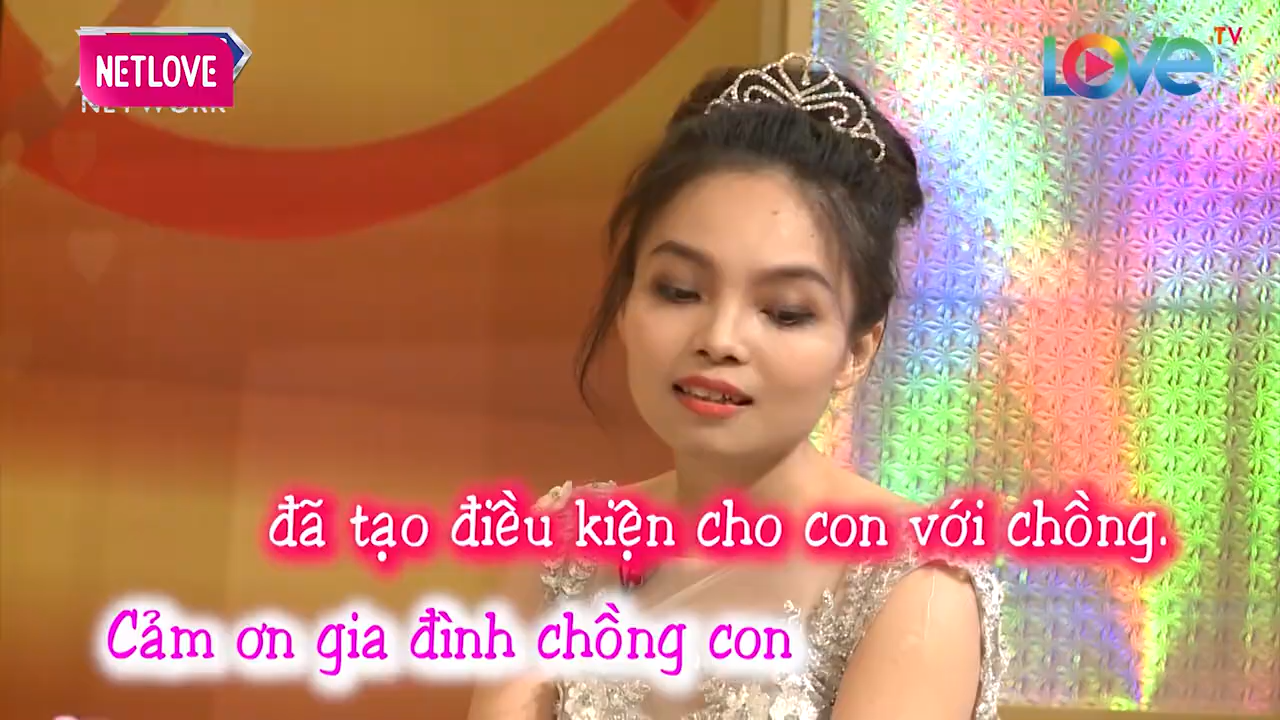 NETLOVE
NETWORK
LOVE TV
đã tạo điều kiện cho con với chồng.
Cảm ơn gia đình chồng con